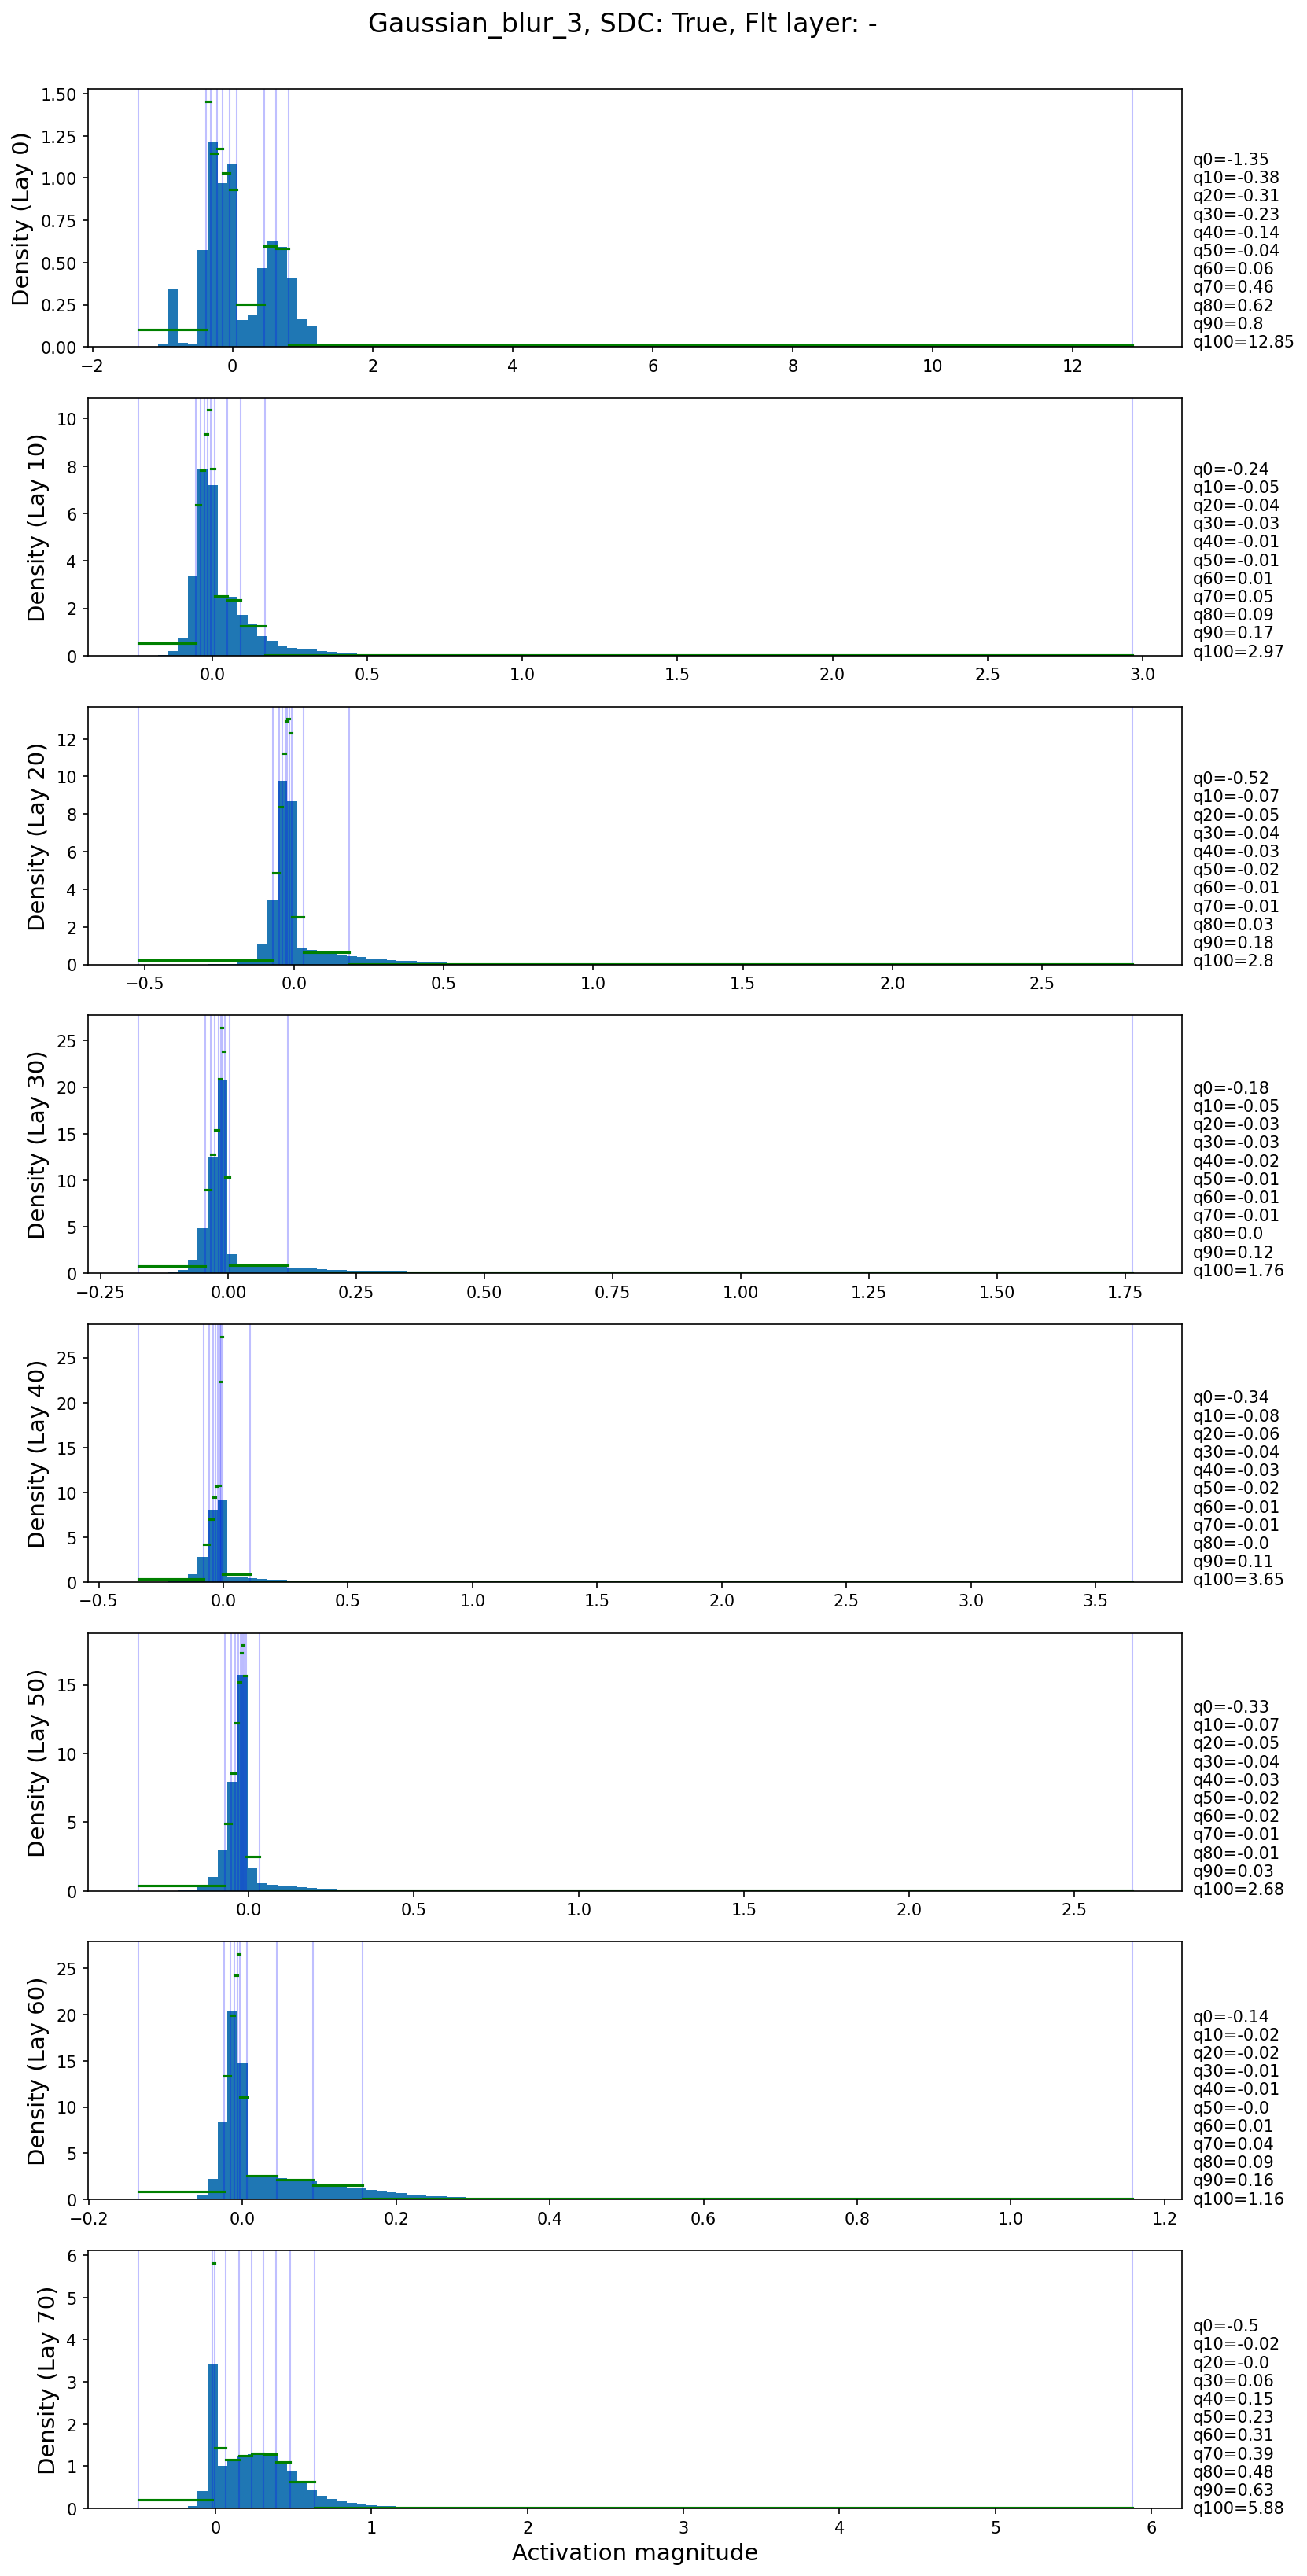 Gaussian_blur_3, SDC: True, Flt layer: -
Density (Lay 0)
1.50
1.25
1.00
0.75
0.50
0.25
0.00
−2 0 2 4 6 8 10 12
q0=-1.35
q10=-0.38
q20=-0.31
q30=-0.23
q40=-0.14
q50=-0.04
q60=0.06
q70=0.46
q80=0.62
q90=0.8
q100=12.85
Density (Lay 10)
10
8
6
4
2
0
0.0 0.5 1.0 1.5 2.0 2.5 3.0
q0=-0.24
q10=-0.05
q20=-0.04
q30=-0.03
q40=-0.01
q50=-0.01
q60=0.01
q70=0.05
q80=0.09
q90=0.17
q100=2.97
Density (Lay 20)
12
10
8
6
4
2
0
−0.5 0.0 0.5 1.0 1.5 2.0 2.5
q0=-0.52
q10=-0.07
q20=-0.05
q30=-0.04
q40=-0.03
q50=-0.02
q60=-0.01
q70=-0.01
q80=0.03
q90=0.18
q100=2.8
Density (Lay 30)
25
20
15
10
5
0
−0.25 0.00 0.25 0.50 0.75 1.00 1.25 1.50 1.75
q0=-0.18
q10=-0.05
q20=-0.03
q30=-0.03
q40=-0.02
q50=-0.01
q60=-0.01
q70=-0.01
q80=0.0
q90=0.12
q100=1.76
Density (Lay 40)
25
20
15
10
5
0
−0.5 0.0 0.5 1.0 1.5 2.0 2.5 3.0 3.5
q0=-0.34
q10=-0.08
q20=-0.06
q30=-0.04
q40=-0.03
q50=-0.02
q60=-0.01
q70=-0.01
q80=-0.0
q90=0.11
q100=3.65
Density (Lay 50)
15
10
5
0
0.0 0.5 1.0 1.5 2.0 2.5
q0=-0.33
q10=-0.07
q20=-0.05
q30=-0.04
q40=-0.03
q50=-0.02
q60=-0.02
q70=-0.01
q80=-0.01
q90=0.03
q100=2.68
Density (Lay 60)
25
20
15
10
5
0
−0.2 0.0 0.2 0.4 0.6 0.8 1.0 1.2
q0=-0.14
q10=-0.02
q20=-0.02
q30=-0.01
q40=-0.01
q50=-0.0
q60=0.01
q70=0.04
q80=0.09
q90=0.16
q100=1.16
Density (Lay 70)
6
5
4
3
2
1
0
0 1 2 3 4 5 6
q0=-0.5
q10=-0.02
q20=-0.0
q30=0.06
q40=0.15
q50=0.23
q60=0.31
q70=0.39
q80=0.48
q90=0.63
q100=5.88
Activation magnitude